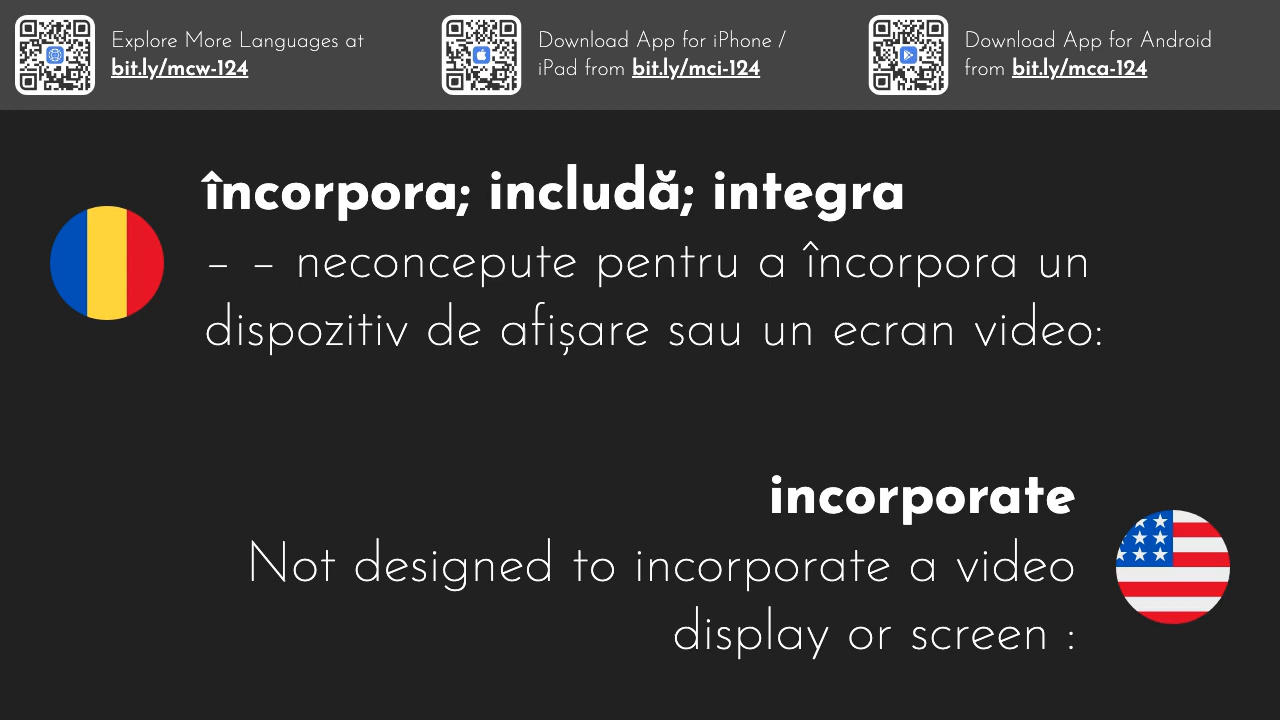 Explore More Languages at
bit.ly/mcw-124
Download App for iPhone /
iPad from bit.ly/mci-124
Download App for Android
from bit.ly/mca-124
încorpora; includă; integra
– – neconcepute pentru a încorpora un
dispozitiv de afișare sau un ecran video:
incorporate
Not designed to incorporate a video
display or screen :